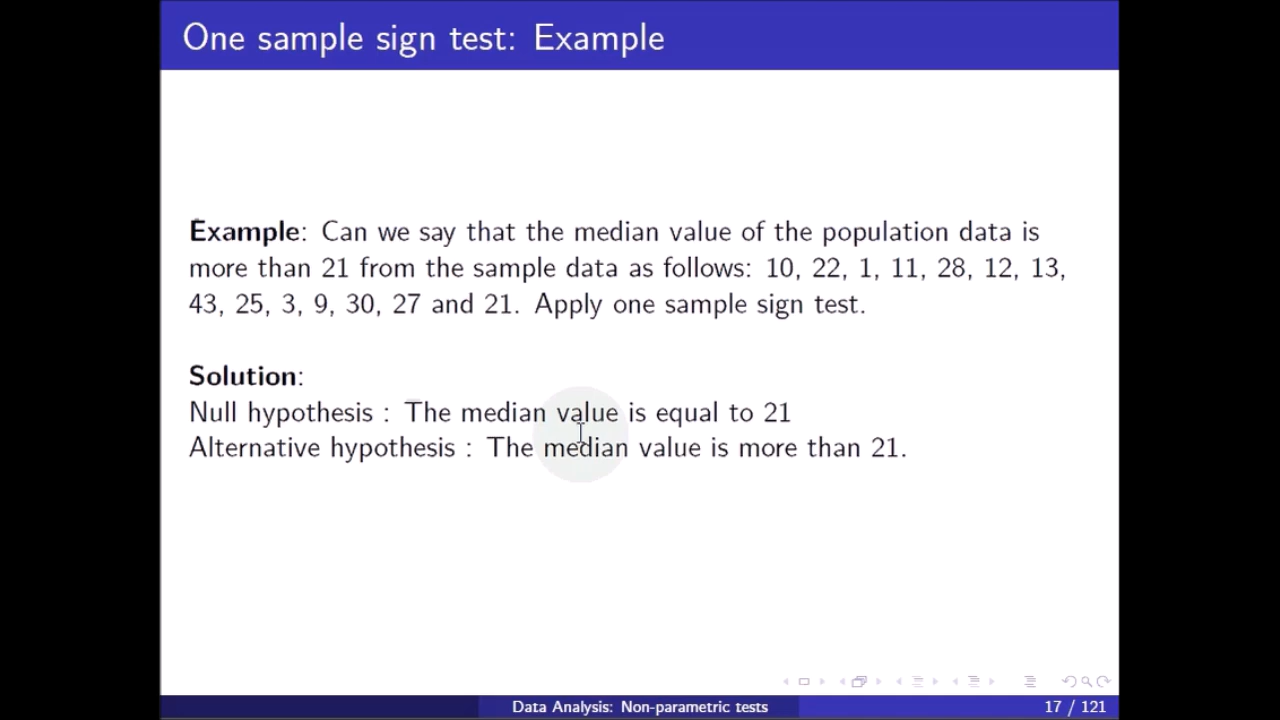 One sample sign test: Example
Example: Can we say that the median value of the population data is
more than 21 from the sample data as follows: 10, 22, 1, 11, 28, 12, 13,
43, 25, 3, 9, 30, 27 and 21. Apply one sample sign test.
Solution:
Null hypothesis : The median value is equal to 21
Alternative hypothesis : The median value is more than 21.
Data Analysis: Non-parametric tests
17 / 121